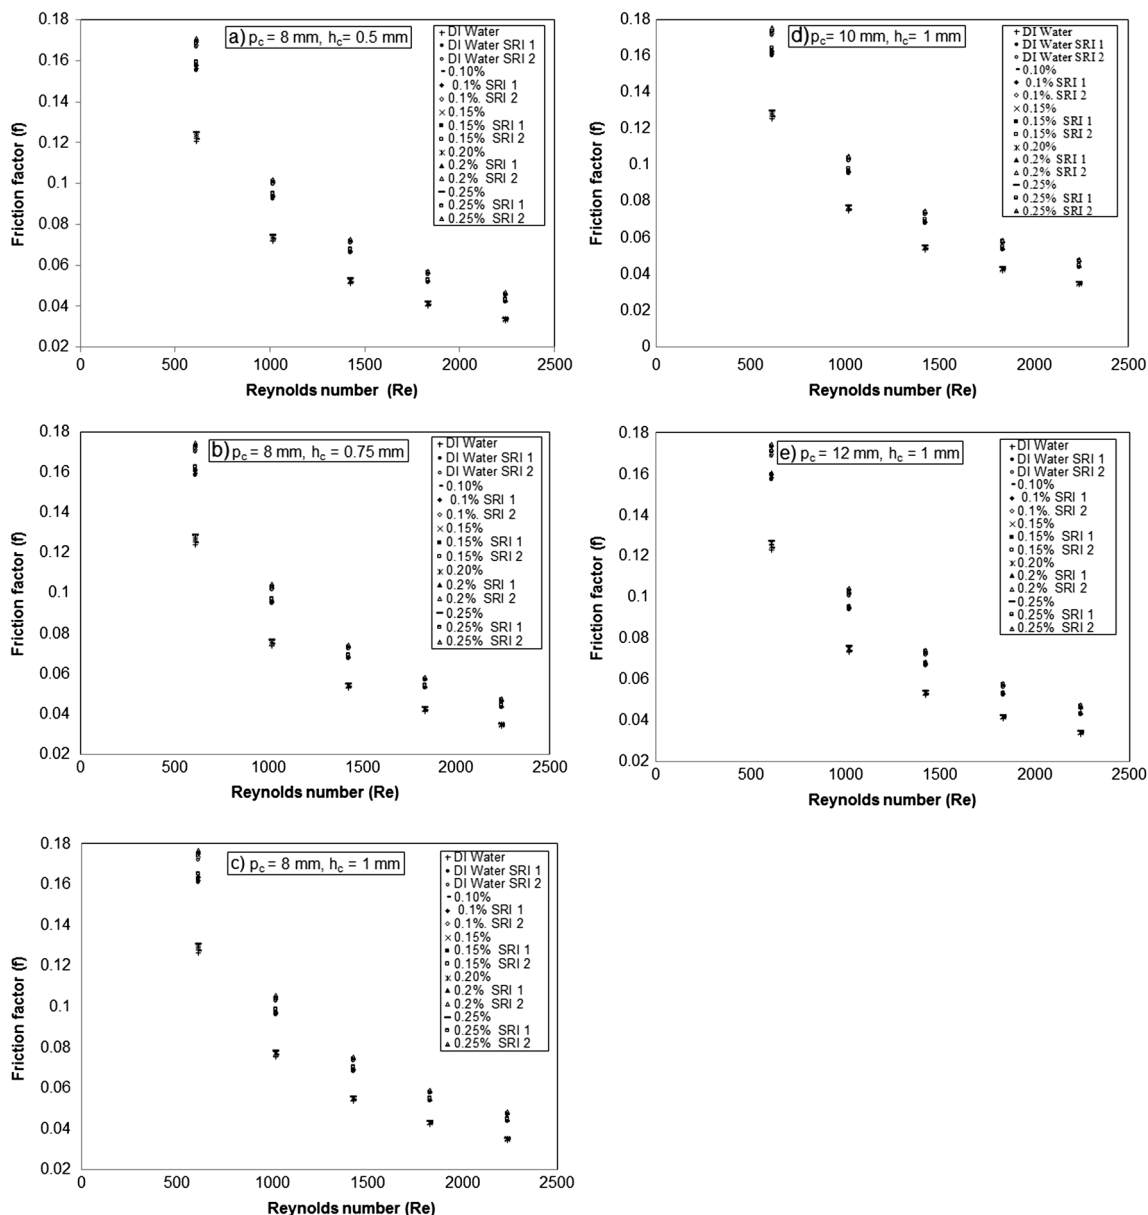 a) pc = 8 mm, hc= 0.5 mm
0.18
0.16
0.14
0.12
0.1
0.08
0.06
0.04
0.02
Friction factor (f)
0
500
1000
1500
2000
2500
Reynolds number (Re)
DI Water
DI Water SRI 1
DI Water SRI 2
0.10%
0.1% SRI 1
0.1%. SRI 2
0.15%
0.15% SRI 1
0.15% SRI 2
0.20%
0.2% SRI 1
0.2% SRI 2
0.25%
0.25% SRI 1
0.25% SRI 2
d) pc= 10 mm, hc= 1 mm
0.18
0.16
0.14
0.12
0.1
0.08
0.06
0.04
0.02
0
Friction factor (f)
0
500
1000
1500
2000
2500
Reynolds number (Re)
DI Water
DI Water SRI 1
DI Water SRI 2
0.10%
0.1% SRI 1
0.1%. SRI 2
0.15%
0.15% SRI 1
0.15% SRI 2
0.20%
0.2% SRI 1
0.2% SRI 2
0.25%
0.25% SRI 1
0.25% SRI 2
b) pc = 8 mm, hc = 0.75 mm
0.18
0.16
0.14
0.12
0.1
0.08
0.06
0.04
0.02
Friction factor (f)
0
500
1000
1500
2000
2500
Reynolds number (Re)
DI Water
DI Water SRI 1
DI Water SRI 2
0.10%
0.1% SRI 1
0.1%. SRI 2
0.15%
0.15% SRI 1
0.15% SRI 2
0.20%
0.2% SRI 1
0.2% SRI 2
0.25%
0.25% SRI 1
0.25% SRI 2
e) pc = 12 mm, hc = 1 mm
0.18
0.16
0.14
0.12
0.1
0.08
0.06
0.04
0.02
Friction factor (f)
0
500
1000
1500
2000
2500
Reynolds number (Re)
DI Water
DI Water SRI 1
DI Water SRI 2
0.10%
0.1% SRI 1
0.1%. SRI 2
0.15%
0.15% SRI 1
0.15% SRI 2
0.20%
0.2% SRI 1
0.2% SRI 2
0.25%
0.25% SRI 1
0.25% SRI 2
c) pc = 8 mm, hc = 1 mm
0.18
0.16
0.14
0.12
0.1
0.08
0.06
0.04
0.02
Friction factor (f)
0
500
1000
1500
2000
2500
Reynolds number (Re)
DI Water
DI Water SRI 1
DI Water SRI 2
0.10%
0.1% SRI 1
0.1%. SRI 2
0.15%
0.15% SRI 1
0.15% SRI 2
0.20%
0.2% SRI 1
0.2% SRI 2
0.25%
0.25% SRI 1
0.25% SRI 2